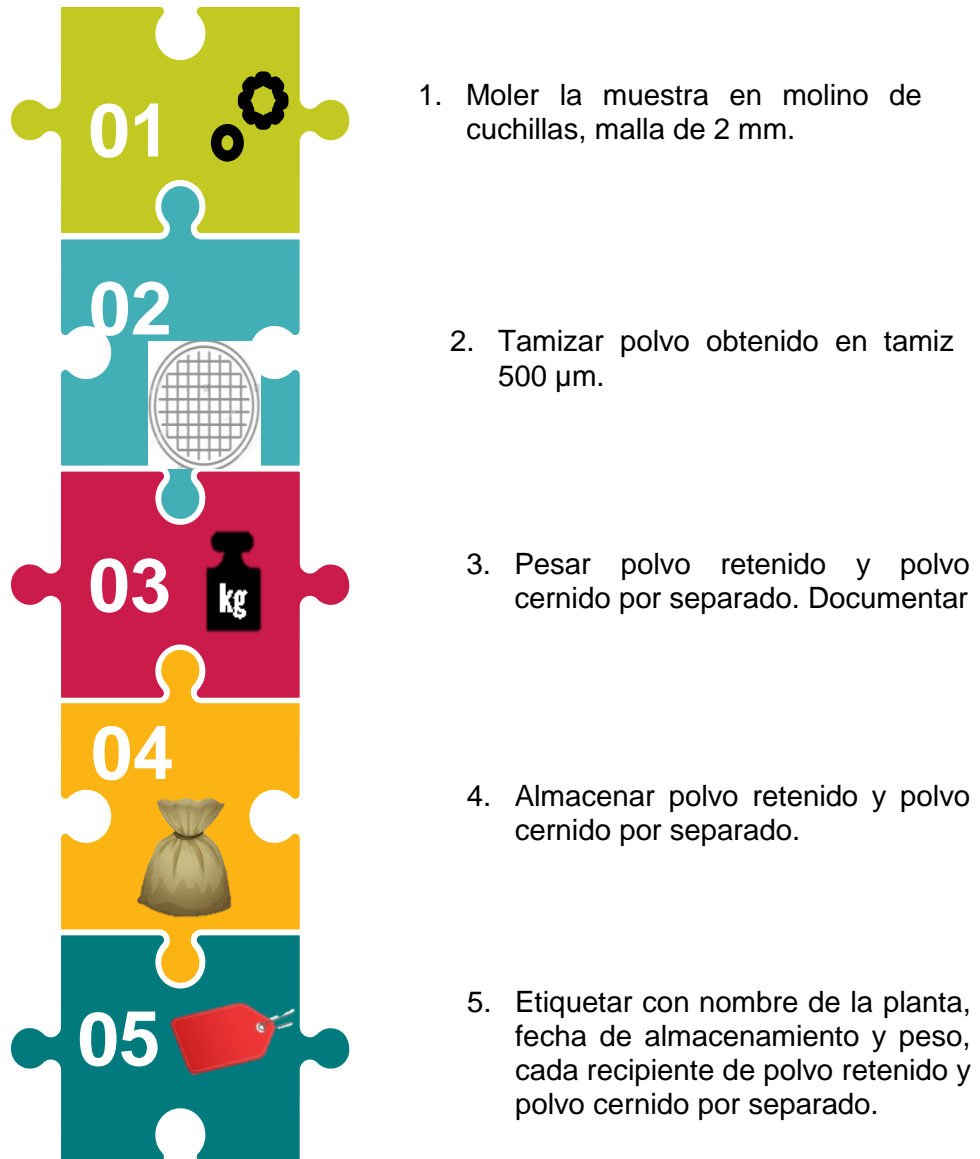 01
1. Moler la muestra en molino de
cuchillas, malla de 2 mm.
02
2. Tamizar polvo obtenido en tamiz
500 µm.
03
kg
3. Pesar polvo retenido y polvo
cernido por separado. Documentar
04
4. Almacenar polvo retenido y polvo
cernido por separado.
05
5. Etiquetar con nombre de la planta,
fecha de almacenamiento y peso,
cada recipiente de polvo retenido y
polvo cernido por separado.